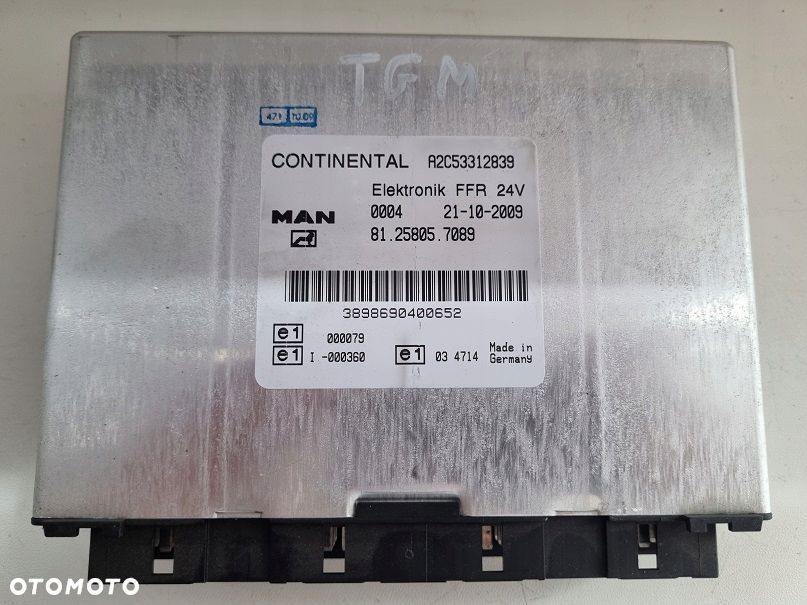 TGM
471 10.09
CONTINENTAL A2C53312839
Elektronik FFR 24V
MAN 0004 21-10-2009
81.25805.7089
3898690400652
e1 000079
e1 I -000360 e1 03 4714 Made in Germany
OTOMOTO